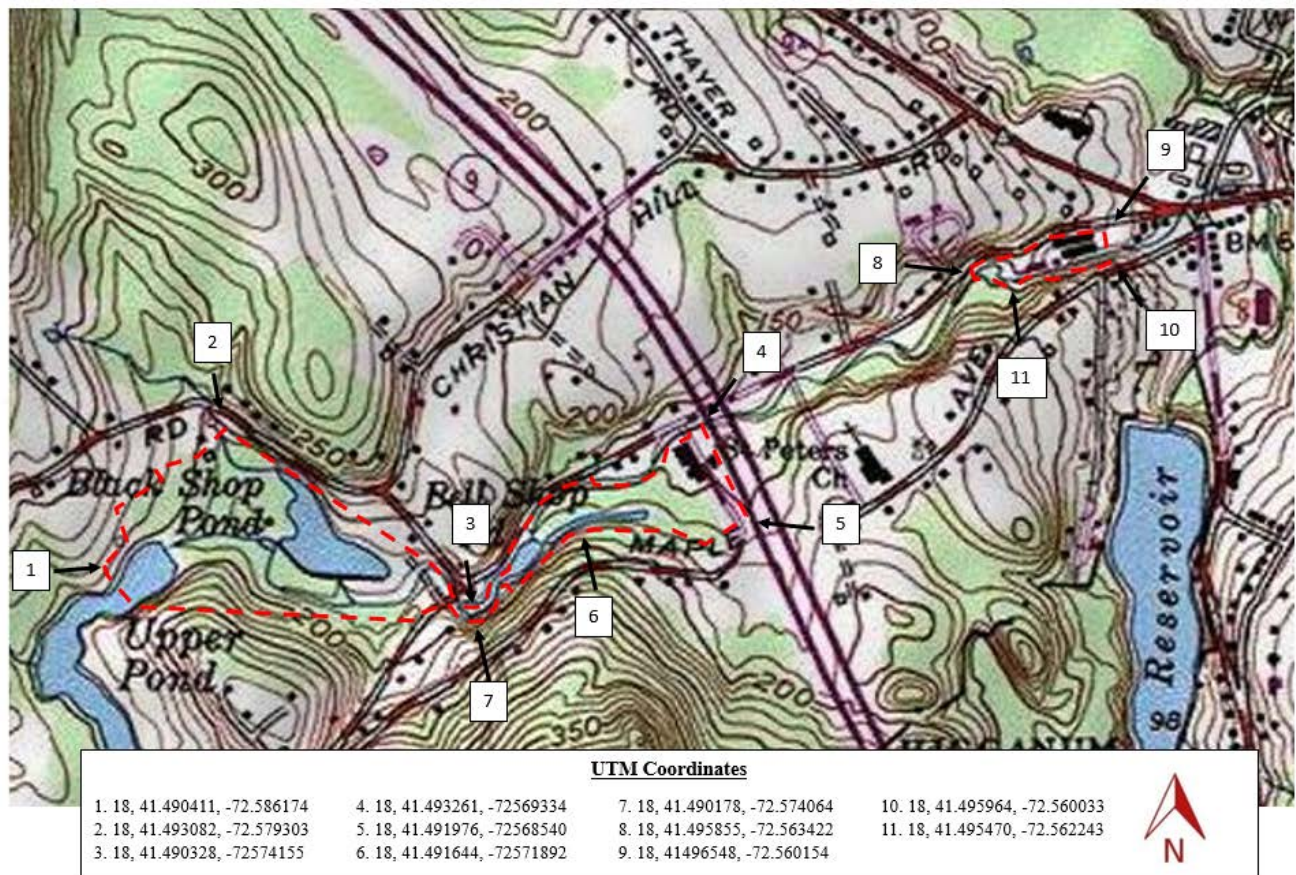 THAYER
RD
200
9
300
HILL
RD
9
BM
8
150
4
10
11
2
CHRISTIAN
AVE
200
250
RD
St. Peters
Ch
Black Shop
Pond
Bell Shop
3
5
1
MAPLE
6
Upper
Pond
7
200
350
Reservoir
98
UTM Coordinates
1. 18, 41.490411, -72.586174
2. 18, 41.493082, -72.579303
3. 18, 41.490328, -72574155
4. 18, 41.493261, -72569334
5. 18, 41.491976, -72568540
6. 18, 41.491644, -72571892
7. 18, 41.490178, -72.574064
8. 18, 41.495855, -72.563422
9. 18, 41496548, -72.560154
10. 18, 41.495964, -72.560033
11. 18, 41.495470, -72.562243
N